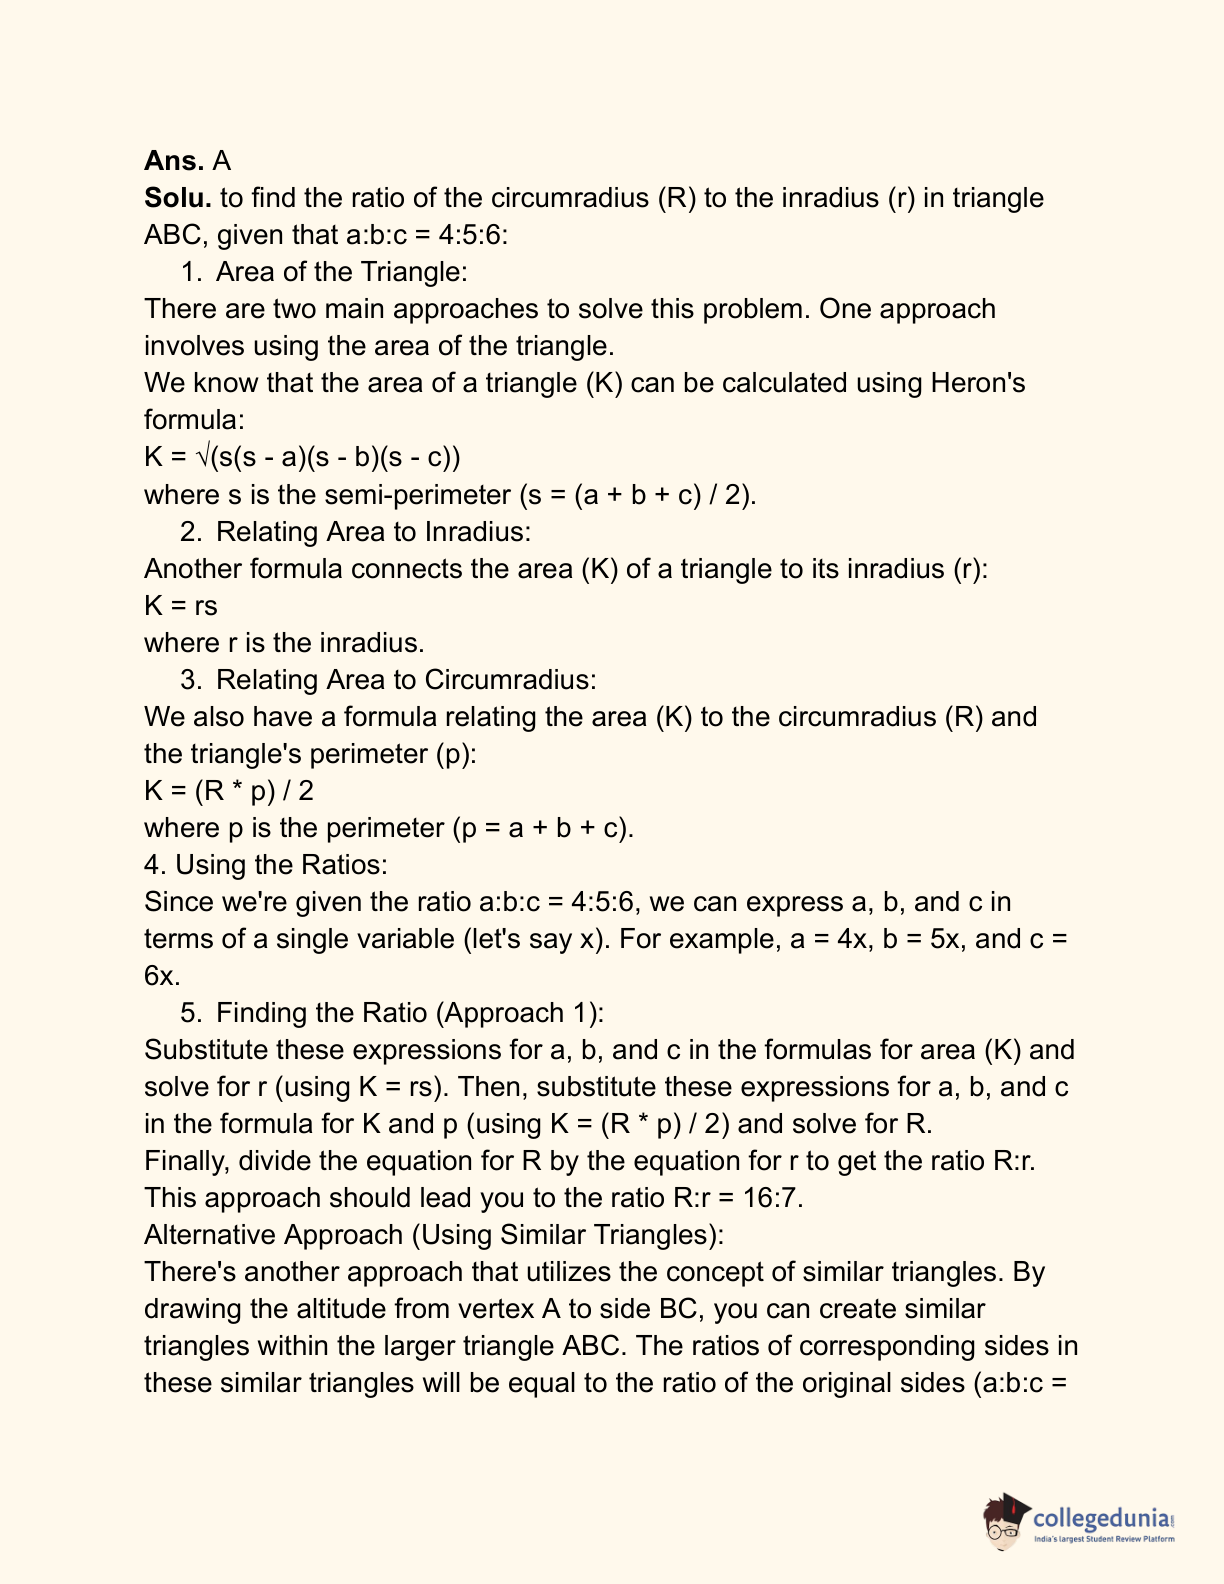 Ans. A
Solu. to find the ratio of the circumradius (R) to the inradius (r) in triangle
ABC, given that a:b:c = 4:5:6:
1. Area of the Triangle:
There are two main approaches to solve this problem. One approach
involves using the area of the triangle.
We know that the area of a triangle (K) can be calculated using Heron's
formula:
K = √(s(s - a)(s - b)(s - c))
where s is the semi-perimeter (s = (a + b + c) / 2).
2. Relating Area to Inradius:
Another formula connects the area (K) of a triangle to its inradius (r):
K = rs
where r is the inradius.
3. Relating Area to Circumradius:
We also have a formula relating the area (K) to the circumradius (R) and
the triangle's perimeter (p):
K = (R * p) / 2
where p is the perimeter (p = a + b + c).
4. Using the Ratios:
Since we're given the ratio a:b:c = 4:5:6, we can express a, b, and c in
terms of a single variable (let's say x). For example, a = 4x, b = 5x, and c =
6x.
5. Finding the Ratio (Approach 1):
Substitute these expressions for a, b, and c in the formulas for area (K) and
solve for r (using K = rs). Then, substitute these expressions for a, b, and c
in the formula for K and p (using K = (R * p) / 2) and solve for R.
Finally, divide the equation for R by the equation for r to get the ratio R:r.
This approach should lead you to the ratio R:r = 16:7.
Alternative Approach (Using Similar Triangles):
There's another approach that utilizes the concept of similar triangles. By
drawing the altitude from vertex A to side BC, you can create similar
triangles within the larger triangle ABC. The ratios of corresponding sides in
these similar triangles will be equal to the ratio of the original sides (a:b:c =
collegedunia
India's largest Student Review Platform